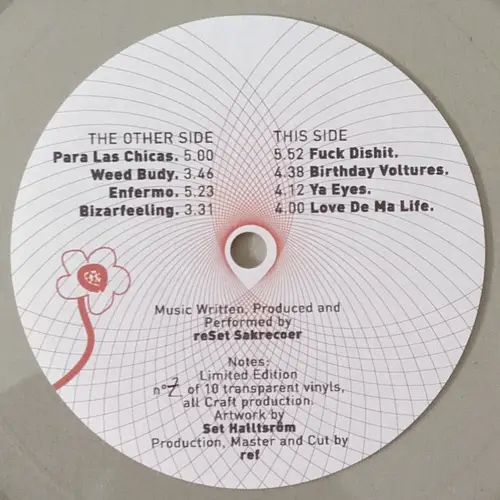 THE OTHER SIDE
Para Las Chicas. 5.00
Weed Budy. 3.46
Enfermo. 5.23
Bizarfeeling. 3.31
THIS SIDE
5.52 Fuck Dishit.
4.38 Birthday Voltures.
4.12 Ya Eyes.
4.00 Love De Ma Life.
Music Written, Produced and
Performed by
reSet Sakrecoer
Notes:
Limited Edition
n° 7 of 10 transparent vinyls,
all Craft production.
Artwork by
Set Halltsröm
Production, Master and Cut by
ref